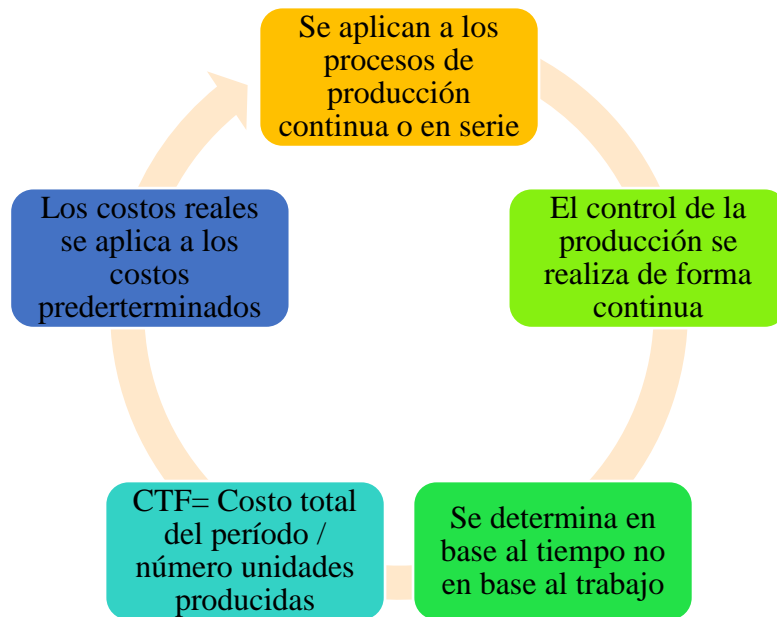 Se aplican a los
procesos de
producción
continua o en serie
El control de la
producción se
realiza de forma
continua
Se determina en
base al tiempo no
en base al trabajo
CTF= Costo total
del período /
número unidades
producidas
Los costos reales
se aplica a los
costos
prederterminados